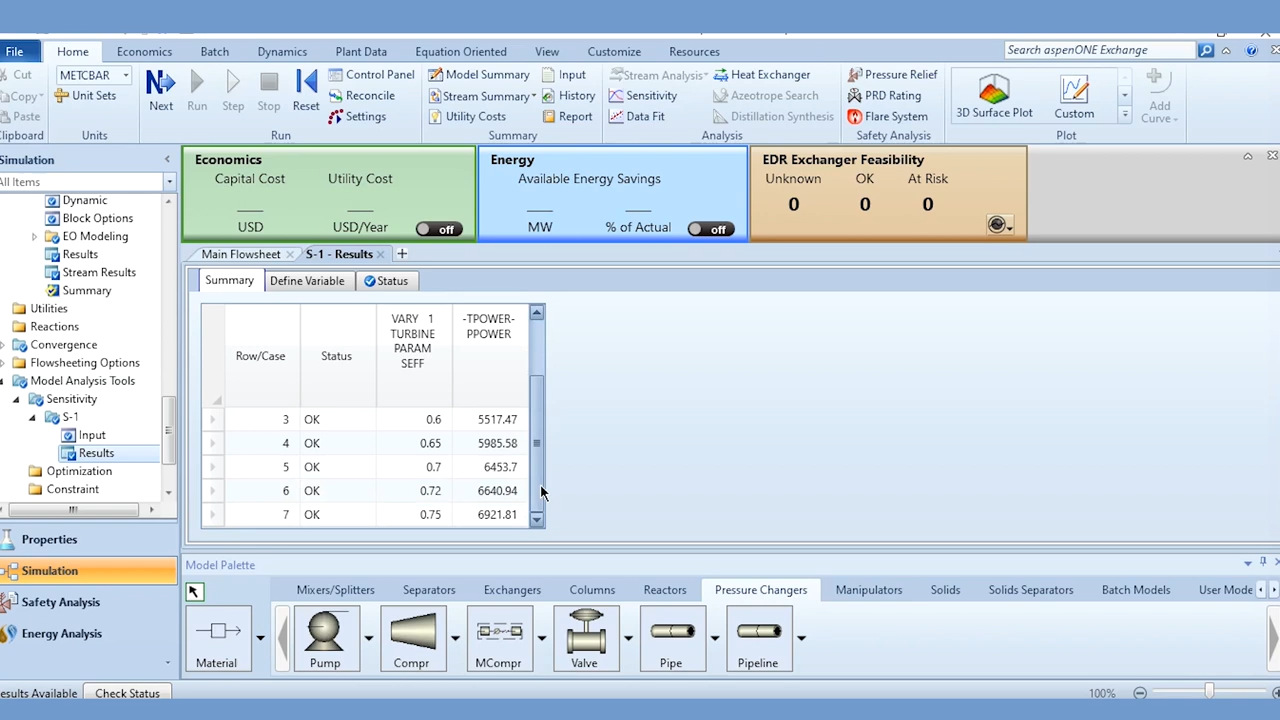 File Home Economics Batch Dynamics Plant Data Equation Oriented View Customize Resources Search aspenONE Exchange
Cut METCBAR Control Panel Model Summary Input Stream Analysis Heat Exchanger Pressure Relief
Copy Unit Sets Next Run Step Stop Reset Reconcile Stream Summary History Sensitivity Azeotrope Search PRD Rating 3D Surface Plot Custom Add Curve
Paste Settings Utility Costs Report Data Fit Distillation Synthesis Flare System
Clipboard Units Run Summary Analysis Safety Analysis Plot
Simulation
All Items
Dynamic
Block Options
EO Modeling
Results
Stream Results
Summary
Utilities
Reactions
Convergence
Flowsheeting Options
Model Analysis Tools
Sensitivity
S-1
Input
Results
Optimization
Constraint
Properties
Simulation
Safety Analysis
Energy Analysis
Economics
Capital Cost Utility Cost
USD USD/Year off
Energy
Available Energy Savings
MW % of Actual off
EDR Exchanger Feasibility
Unknown OK At Risk
0 0 0
Main Flowsheet S-1 - Results
Summary Define Variable Status
Row/Case Status VARY 1 TURBINE PARAM SEFF -TPOWER-PPOWER
3 OK 0.6 5517.47
4 OK 0.65 5985.58
5 OK 0.7 6453.7
6 OK 0.72 6640.94
7 OK 0.75 6921.81
Model Palette
Mixers/Splitters Separators Exchangers Columns Reactors Pressure Changers Manipulators Solids Solids Separators Batch Models User Mode
Material Pump Compr MCompr Valve Pipe Pipeline
Results Available Check Status 100%